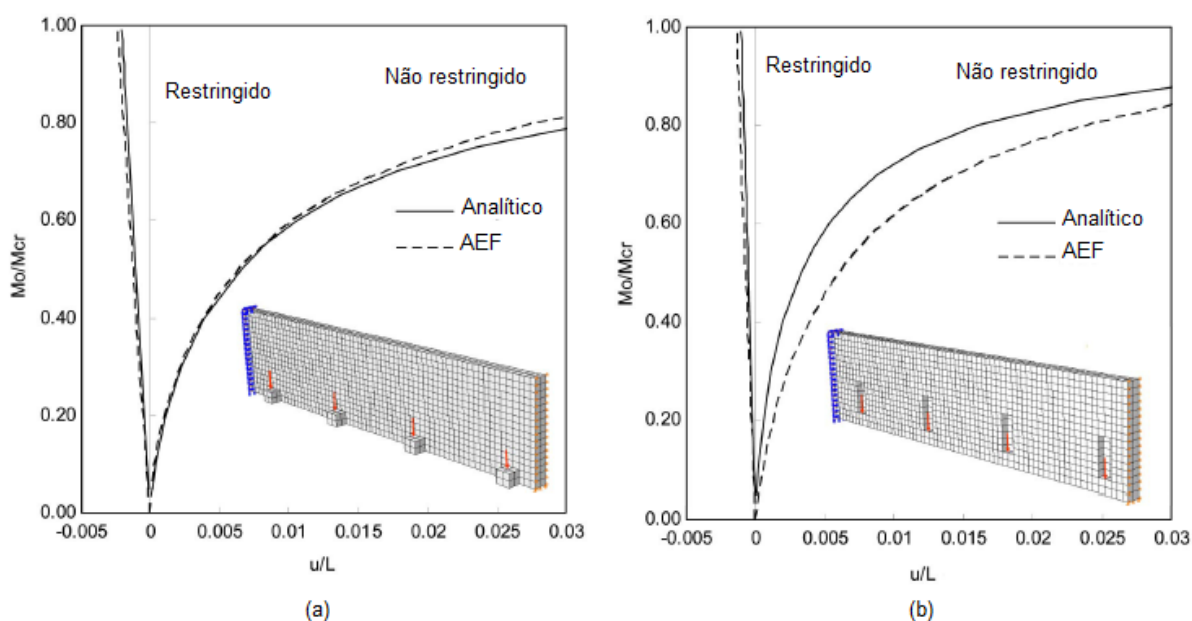 1.00
0.80
0.60
0.40
0.20
0.00
Mo/Mcr
Restringido
Não restringido
Analítico
AEF
-0.005
0
0.005
0.01
0.015
0.02
0.025
0.03
u/L
(a)
1.00
0.80
0.60
0.40
0.20
0.00
Mo/Mcr
Restringido
Não restringido
Analítico
AEF
-0.005
0
0.005
0.01
0.015
0.02
0.025
0.03
u/L
(b)